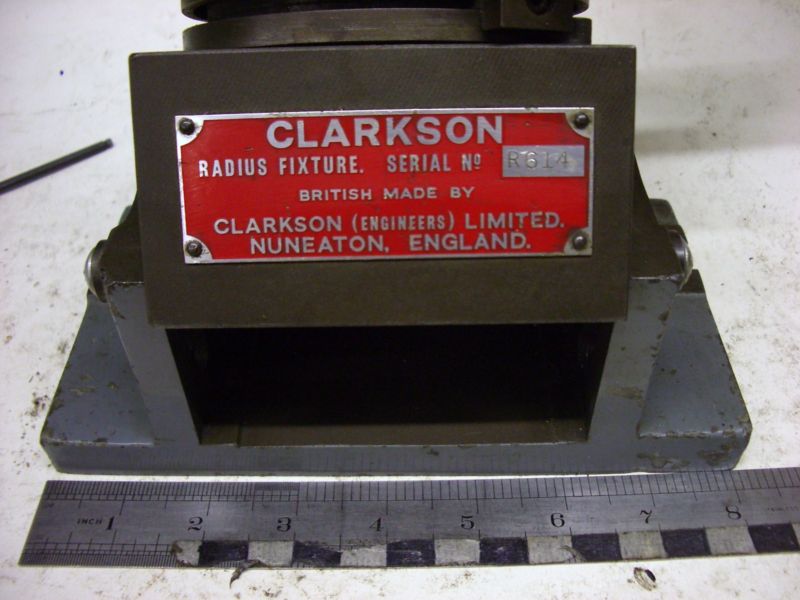 CLARKSON
RADIUS FIXTURE. SERIAL Nº R614
BRITISH MADE BY
CLARKSON (ENGINEERS) LIMITED.
NUNEATON, ENGLAND.
INCH 1 2 3 4 5 6 7 8